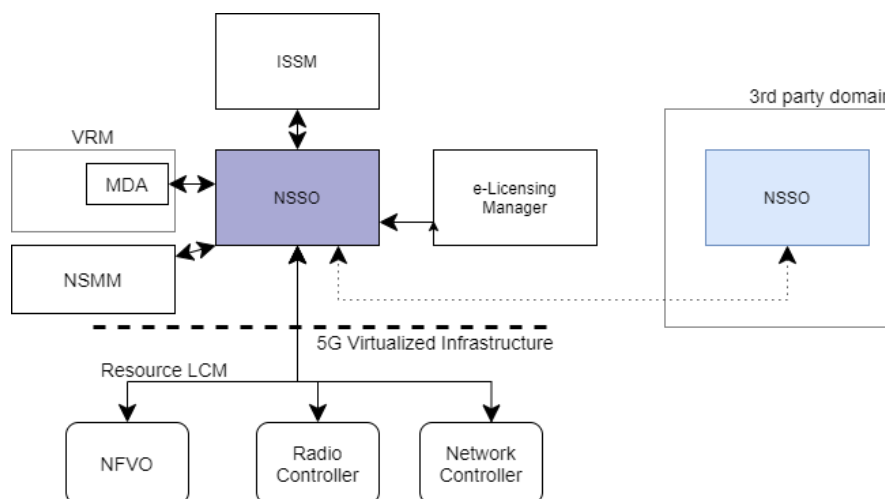 ISSM
3rd party domain
VRM
MDA
NSSO
e-Licensing
Manager
NSSO
NSMM
5G Virtualized Infrastructure
Resource LCM
NFVO
Radio
Controller
Network
Controller